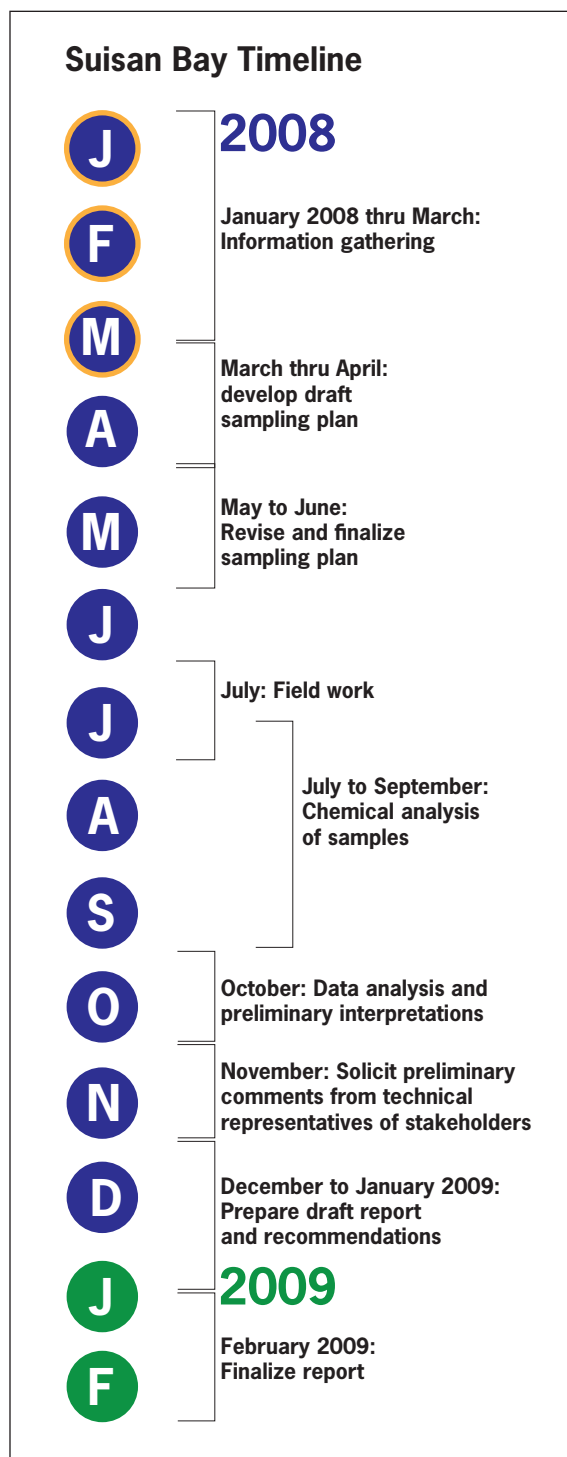 Suisan Bay Timeline
J
2008
F
January 2008 thru March:
Information gathering
M
March thru April:
develop draft
sampling plan
A
M
May to June:
Revise and finalize
sampling plan
J
July: Field work
J
July to September:
Chemical analysis
of samples
A
S
O
October: Data analysis and
preliminary interpretations
N
November: Solicit preliminary
comments from technical
representatives of stakeholders
D
December to January 2009:
Prepare draft report
and recommendations
J
2009
F
February 2009:
Finalize report